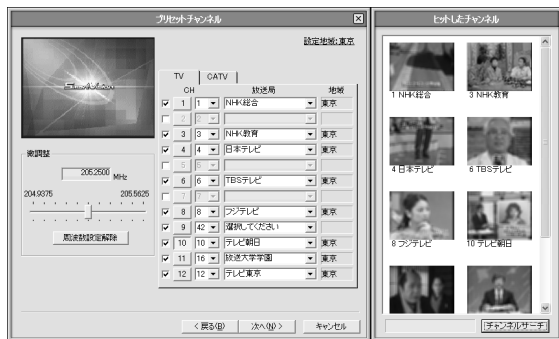 プリセットチャンネル
設定地域:東京
TV CATV
CH 放送局 地域
1 1 NHK総合 東京
2 2
3 3 NHK教育 東京
4 4 日本テレビ 東京
5 5
6 6 TBSテレビ 東京
7 7
8 8 フジテレビ 東京
9 42 選択してください
10 10 テレビ朝日 東京
11 16 放送大学学園 東京
12 12 テレビ東京 東京
微調整
205.2500 MHz
204.9375 205.5625
周波数設定解除
< 戻る(B) 次へ(N) > キャンセル
ヒットしたチャンネル
1 NHK総合 3 NHK教育
4 日本テレビ 6 TBSテレビ
8 フジテレビ 10 テレビ朝日
チャンネルサーチ